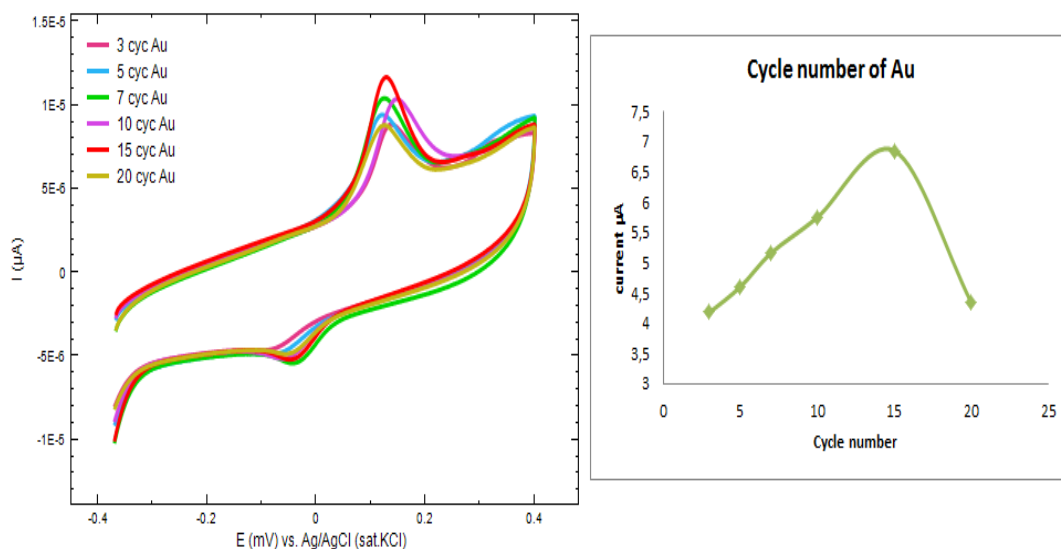 1.5E-5
1E-5
5E-6
0
-5E-6
-1E-5
I (µA)
3 cyc Au
5 cyc Au
7 cyc Au
10 cyc Au
15 cyc Au
20 cyc Au
-0.4
-0.2
0
0.2
0.4
E (mV) vs. Ag/AgCl (sat.KCl)
Cycle number of Au
7,5
7
6,5
6
5,5
5
4,5
4
3,5
3
current µA
0
5
10
15
20
25
Cycle number